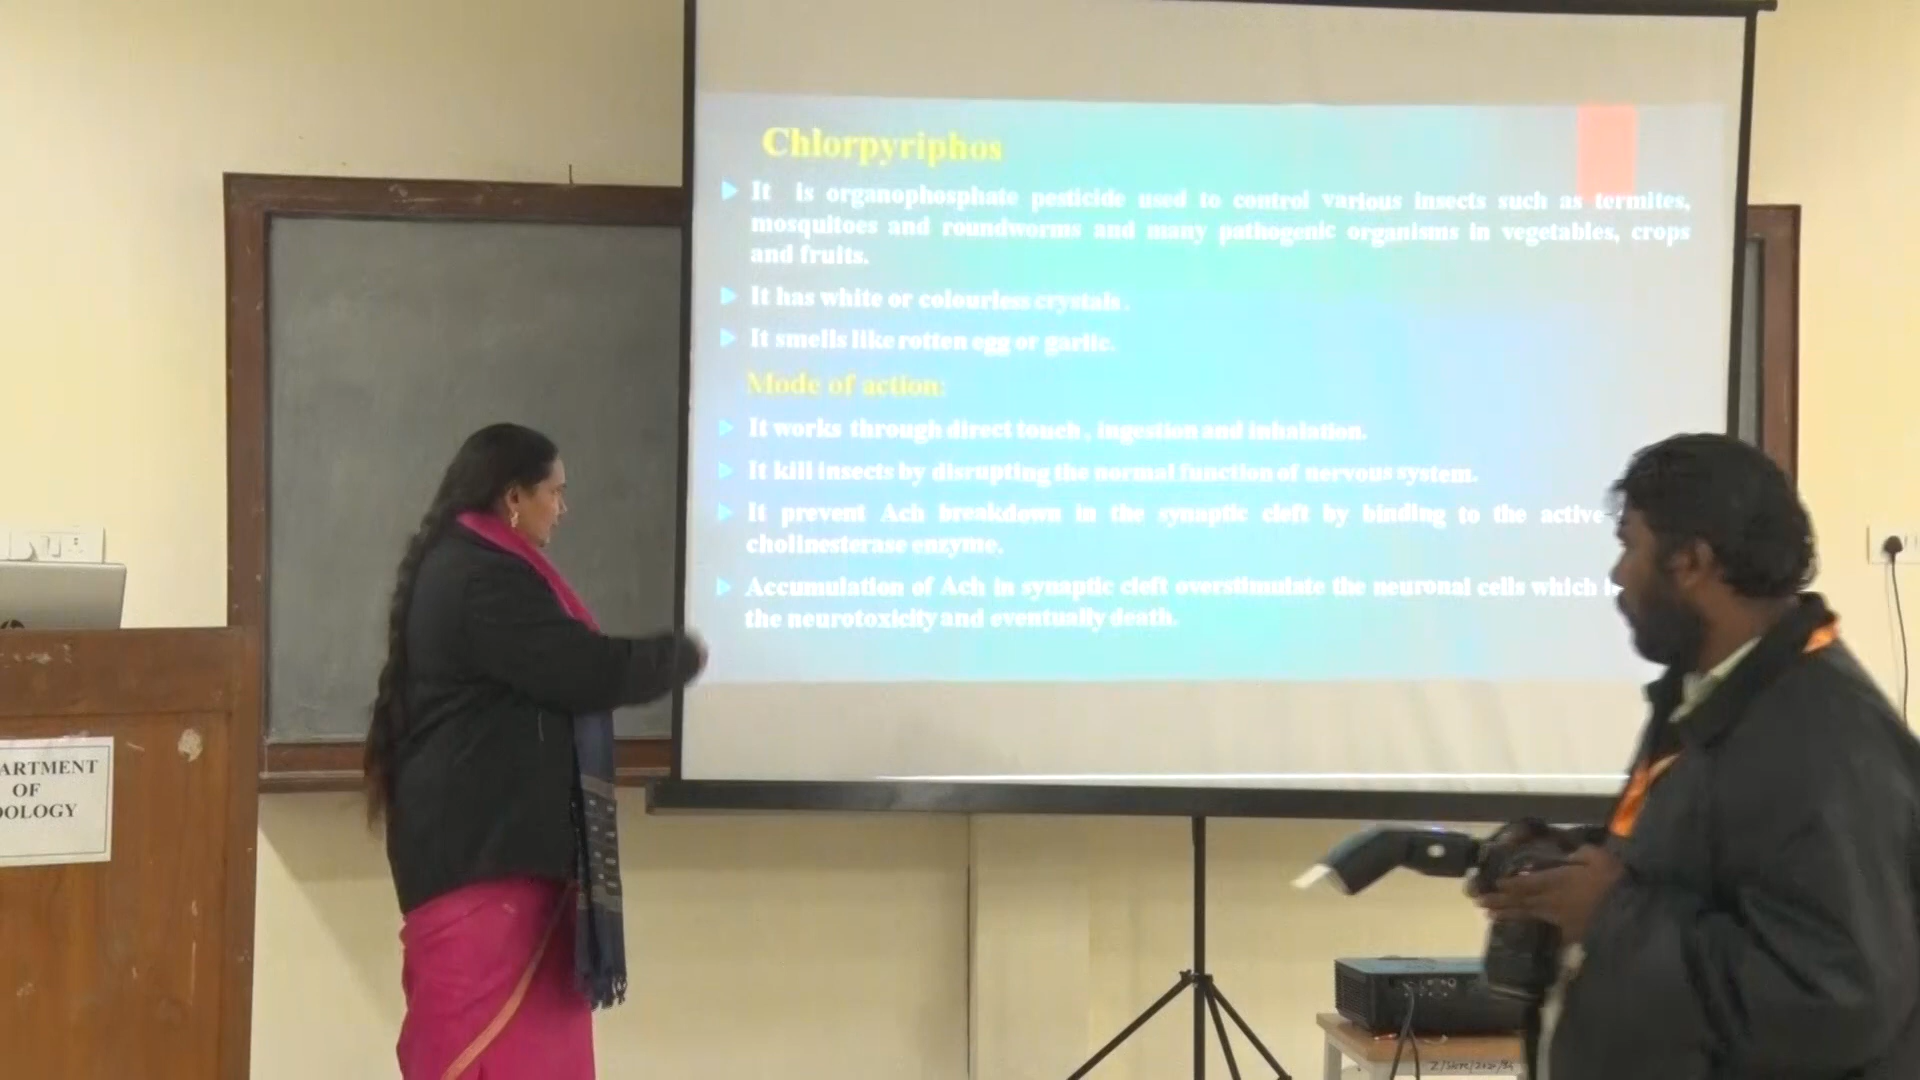 Chlorpyriphos
It is organophosphate pesticide used to control various insects such as termites,
mosquitoes and roundworms and many pathogenic organisms in vegetables, crops
and fruits.
It has white or colourless crystals.
It smells like rotten egg or garlic.
Mode of action:
It works through direct touch, ingestion and inhalation.
It kill insects by disrupting the normal function of nervous system.
It prevent Ach breakdown in the synaptic cleft by binding to the active
cholinesterase enzyme.
Accumulation of Ach in synaptic cleft overstimulate the neuronal cells which
the neurotoxicity and eventually death.
ARTMENT
OF
OOLOGY